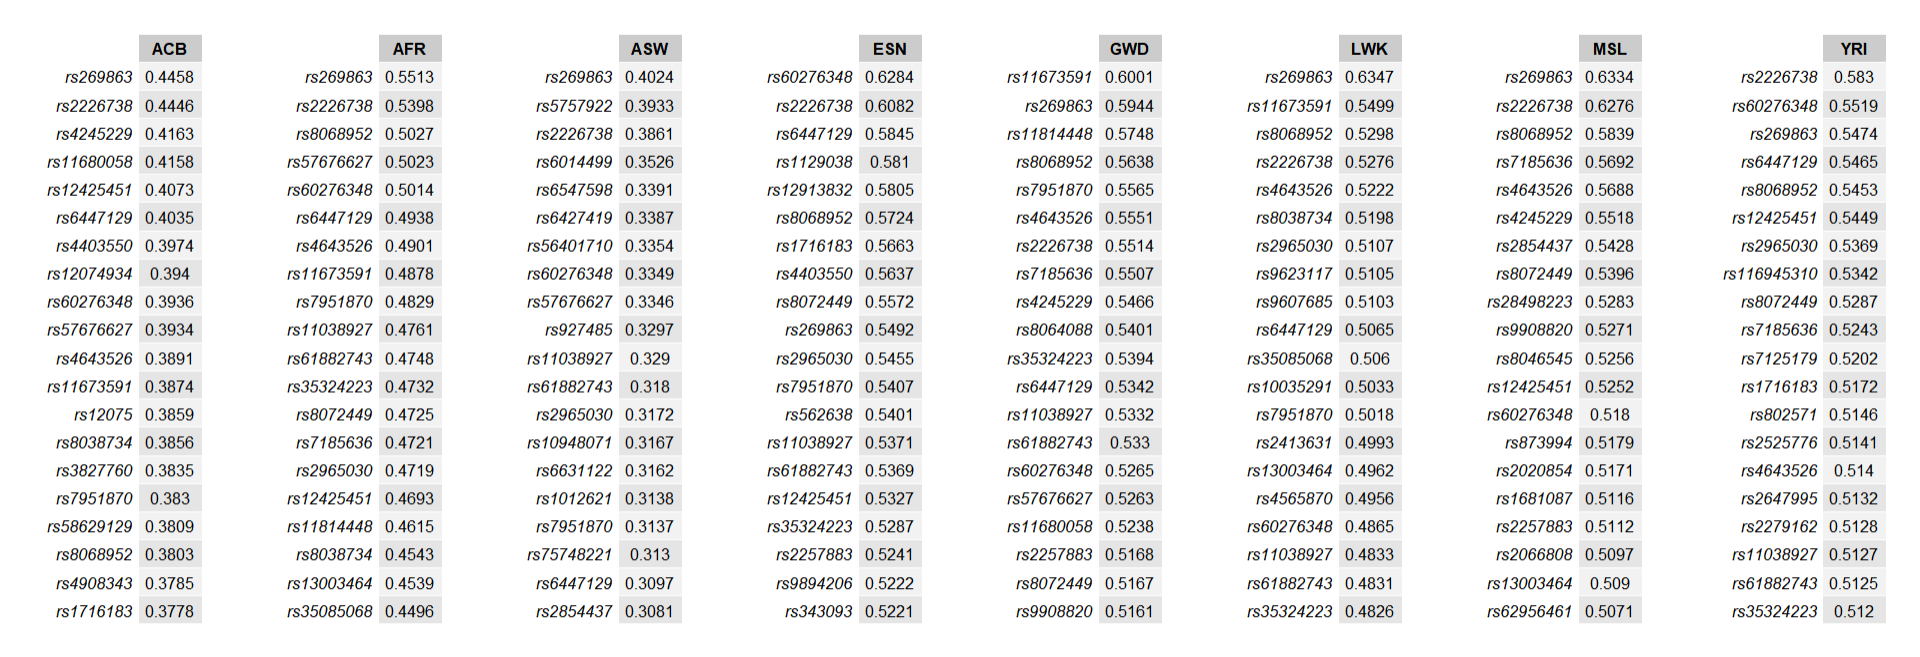 ACB AFR ASW ESN GWD LWK MSL YRI
rs269863 0.4458 rs269863 0.5513 rs269863 0.4024 rs60276348 0.6284 rs11673591 0.6001 rs269863 0.6347 rs269863 0.6334 rs2226738 0.583
rs2226738 0.4446 rs2226738 0.5398 rs5757922 0.3933 rs2226738 0.6082 rs269863 0.5944 rs11673591 0.5499 rs2226738 0.6276 rs60276348 0.5519
rs4245229 0.4163 rs8068952 0.5027 rs2226738 0.3861 rs6447129 0.5845 rs11814448 0.5748 rs8068952 0.5298 rs8068952 0.5839 rs269863 0.5474
rs11680058 0.4158 rs57676627 0.5023 rs6014499 0.3526 rs1129038 0.581 rs8068952 0.5638 rs2226738 0.5276 rs7185636 0.5692 rs6447129 0.5465
rs12425451 0.4073 rs60276348 0.5014 rs6547598 0.3391 rs12913832 0.5805 rs7951870 0.5565 rs4643526 0.5222 rs4643526 0.5688 rs8068952 0.5453
rs6447129 0.4035 rs6447129 0.4938 rs6427419 0.3387 rs8068952 0.5724 rs4643526 0.5551 rs8038734 0.5198 rs4245229 0.5518 rs12425451 0.5449
rs4403550 0.3974 rs4643526 0.4901 rs56401710 0.3354 rs1716183 0.5663 rs2226738 0.5514 rs2965030 0.5107 rs2854437 0.5428 rs2965030 0.5369
rs12074934 0.394 rs11673591 0.4878 rs60276348 0.3349 rs4403550 0.5637 rs7185636 0.5507 rs9623117 0.5105 rs8072449 0.5396 rs116945310 0.5342
rs60276348 0.3936 rs7951870 0.4829 rs57676627 0.3346 rs8072449 0.5572 rs4245229 0.5466 rs9607685 0.5103 rs28498223 0.5283 rs8072449 0.5287
rs57676627 0.3934 rs11038927 0.4761 rs927485 0.3297 rs269863 0.5492 rs8064088 0.5401 rs6447129 0.5065 rs9908820 0.5271 rs7185636 0.5243
rs4643526 0.3891 rs61882743 0.4748 rs11038927 0.329 rs2965030 0.5455 rs35324223 0.5394 rs35085068 0.506 rs8046545 0.5256 rs7125179 0.5202
rs11673591 0.3874 rs35324223 0.4732 rs61882743 0.318 rs7951870 0.5407 rs6447129 0.5342 rs10035291 0.5033 rs12425451 0.5252 rs1716183 0.5172
rs12075 0.3859 rs8072449 0.4725 rs2965030 0.3172 rs562638 0.5401 rs11038927 0.5332 rs7951870 0.5018 rs60276348 0.518 rs802571 0.5146
rs8038734 0.3856 rs7185636 0.4721 rs10948071 0.3167 rs11038927 0.5371 rs61882743 0.533 rs2413631 0.4993 rs873994 0.5179 rs2525776 0.5141
rs3827760 0.3835 rs2965030 0.4719 rs6631122 0.3162 rs61882743 0.5369 rs60276348 0.5265 rs13003464 0.4962 rs2020854 0.5171 rs4643526 0.514
rs7951870 0.383 rs12425451 0.4693 rs1012621 0.3138 rs12425451 0.5327 rs57676627 0.5263 rs4565870 0.4956 rs1681087 0.5116 rs2647995 0.5132
rs58629129 0.3809 rs11814448 0.4615 rs7951870 0.3137 rs35324223 0.5287 rs11680058 0.5238 rs60276348 0.4865 rs2257883 0.5112 rs2279162 0.5128
rs8068952 0.3803 rs8038734 0.4543 rs75748221 0.313 rs2257883 0.5241 rs2257883 0.5168 rs11038927 0.4833 rs2066808 0.5097 rs11038927 0.5127
rs4908343 0.3785 rs13003464 0.4539 rs6447129 0.3097 rs9894206 0.5222 rs8072449 0.5167 rs61882743 0.4831 rs13003464 0.509 rs61882743 0.5125
rs1716183 0.3778 rs35085068 0.4496 rs2854437 0.3081 rs343093 0.5221 rs9908820 0.5161 rs35324223 0.4826 rs62956461 0.5071 rs35324223 0.512